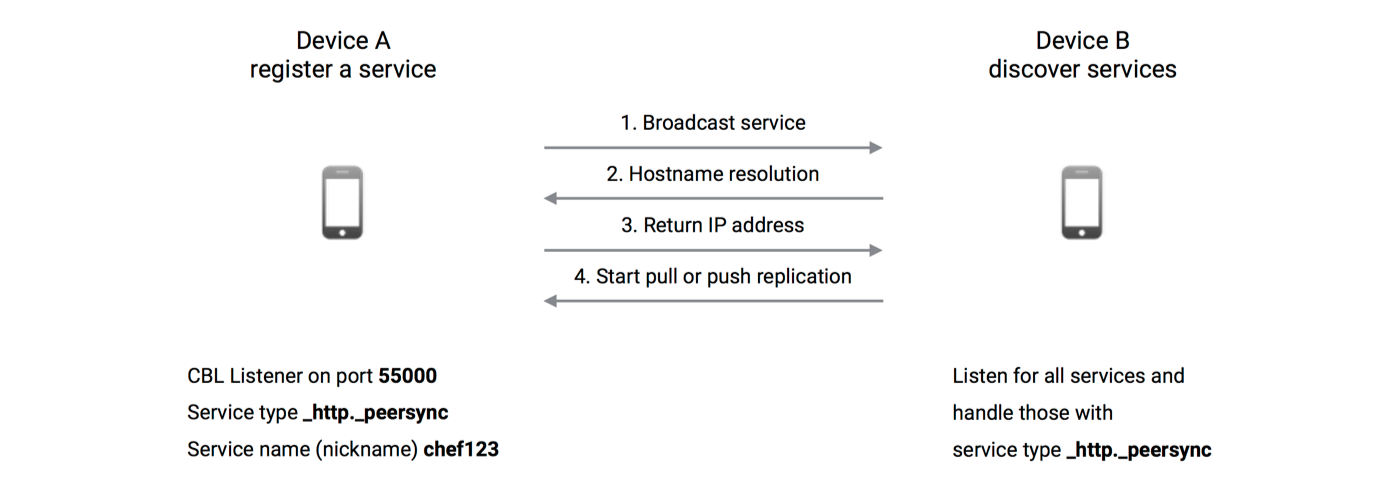 Device A
register a service
Device B
discover services
1. Broadcast service
2. Hostname resolution
3. Return IP address
4. Start pull or push replication
CBL Listener on port 55000
Service type _http._peersync
Service name (nickname) chef123
Listen for all services and
handle those with
service type _http._peersync